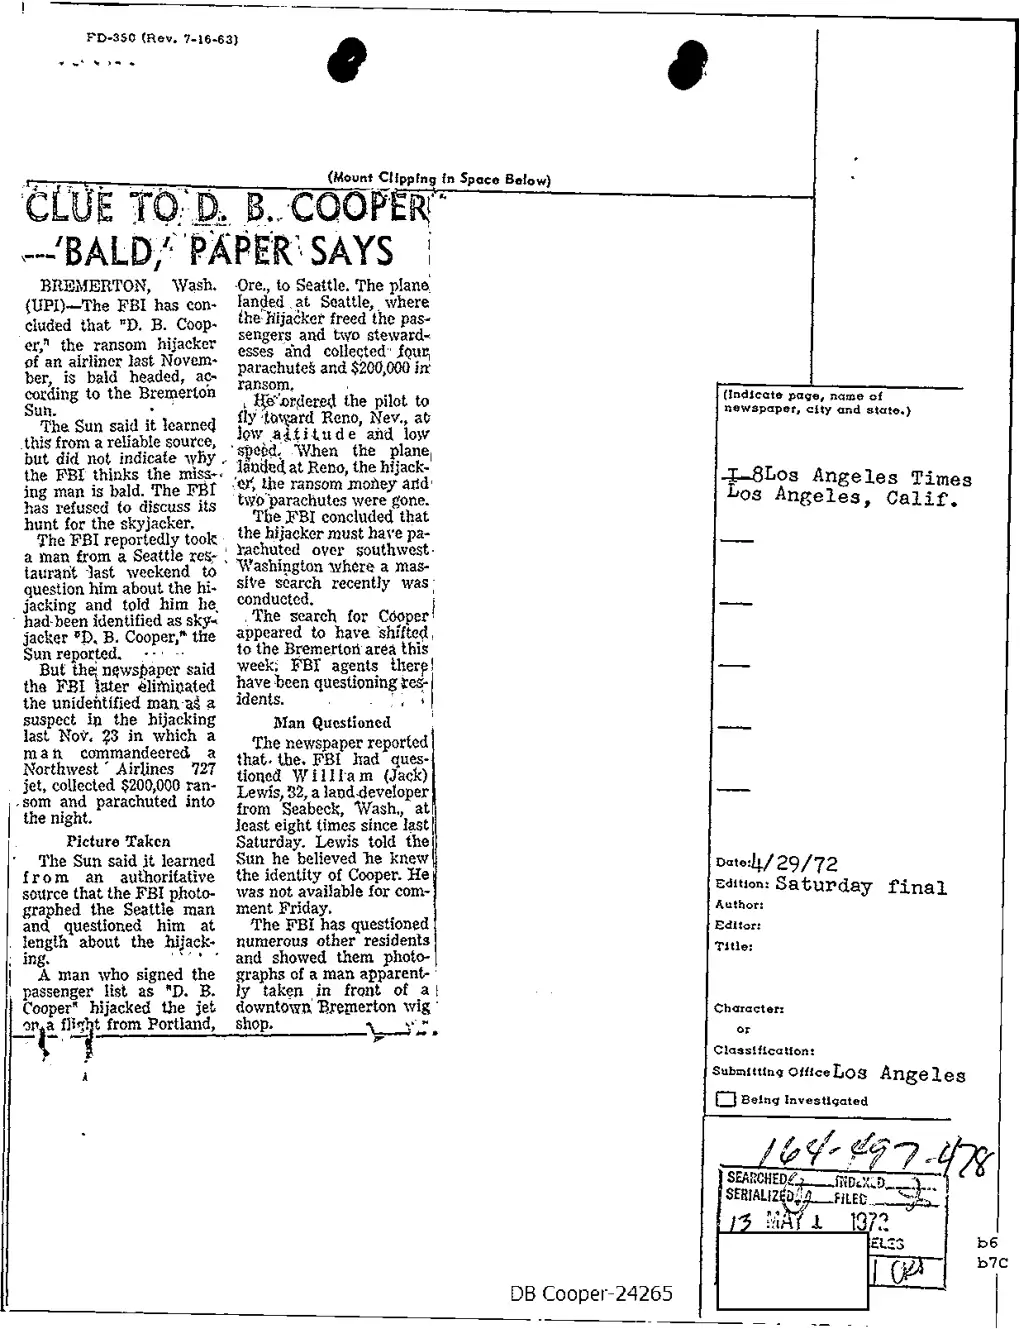 FD-350 (Rev. 7-16-63)
(Mount Clipping in Space Below)
CLUE TO D. B. COOPER
—'BALD,' PAPER SAYS
BREMERTON, Wash.
(UPI)—The FBI has con-
cluded that "D. B. Coop-
er," the ransom hijacker
of an airliner last Novem-
ber, is bald headed, ac-
cording to the Bremerton
Sun.
The Sun said it learned
this from a reliable source,
but did not indicate why
the FBI thinks the miss-
ing man is bald. The FBI
has refused to discuss its
hunt for the skyjacker.
The FBI reportedly took
a man from a Seattle res-
taurant last weekend to
question him about the hi-
jacking and told him he
had been identified as sky-
jacker "D. B. Cooper," the
Sun reported.
But the newspaper said
the FBI later eliminated
the unidentified man as a
suspect in the hijacking
last Nov. 23 in which a
man commandeered a
Northwest Airlines 727
jet, collected $200,000 ran-
som and parachuted into
the night.
Picture Taken
The Sun said it learned
from an authoritative
source that the FBI photo-
graphed the Seattle man
and questioned him at
length about the hijack-
ing.
A man who signed the
passenger list as "D. B.
Cooper" hijacked the jet
on a flight from Portland,
Ore., to Seattle. The plane
landed at Seattle, where
the hijacker freed the pas-
sengers and two steward-
esses and collected four
parachutes and $200,000 in
ransom.
He ordered the pilot to
fly toward Reno, Nev., at
low altitude and low
speed. When the plane
landed at Reno, the hijack-
er, the ransom money and
two parachutes were gone.
The FBI concluded that
the hijacker must have pa-
rachuted over southwest
Washington where a mas-
sive search recently was
conducted.
The search for Cooper
appeared to have shifted
to the Bremerton area this
week. FBI agents there
have been questioning res-
idents.
Man Questioned
The newspaper reported
that the FBI had ques-
tioned William (Jack)
Lewis, 32, a land developer
from Seabeck, Wash., at
least eight times since last
Saturday. Lewis told the
Sun he believed he knew
the identity of Cooper. He
was not available for com-
ment Friday.
The FBI has questioned
numerous other residents
and showed them photo-
graphs of a man apparent-
ly taken in front of a
downtown Bremerton wig
shop.
(Indicate page, name of
newspaper, city and state.)
I-8Los Angeles Times
Los Angeles, Calif.
Date: 4/29/72
Edition: Saturday final
Author:
Editor:
Title:
Character:
or
Classification:
Submitting Office Los Angeles
Being Investigated
164-497-478
SEARCHED INDEXED
SERIALIZED FILED
13 MAY 1 1972
b6
b7C
DB Cooper-24265